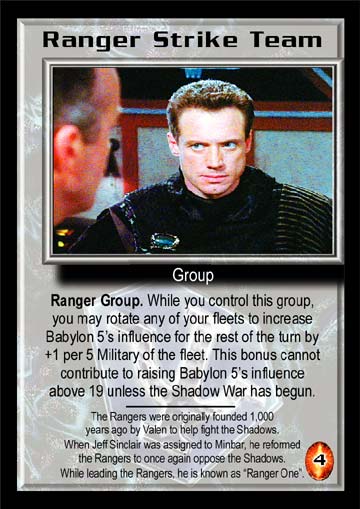 Ranger Strike Team
Group
Ranger Group. While you control this group,
you may rotate any of your fleets to increase
Babylon 5's influence for the rest of the turn by
+1 per 5 Military of the fleet. This bonus cannot
contribute to raising Babylon 5's influence
above 19 unless the Shadow War has begun.
The Rangers were originally founded 1,000
years ago by Valen to help fight the Shadows.
When Jeff Sinclair was assigned to Minbar, he reformed
the Rangers to once again oppose the Shadows.
While leading the Rangers, he is known as “Ranger One”.
4